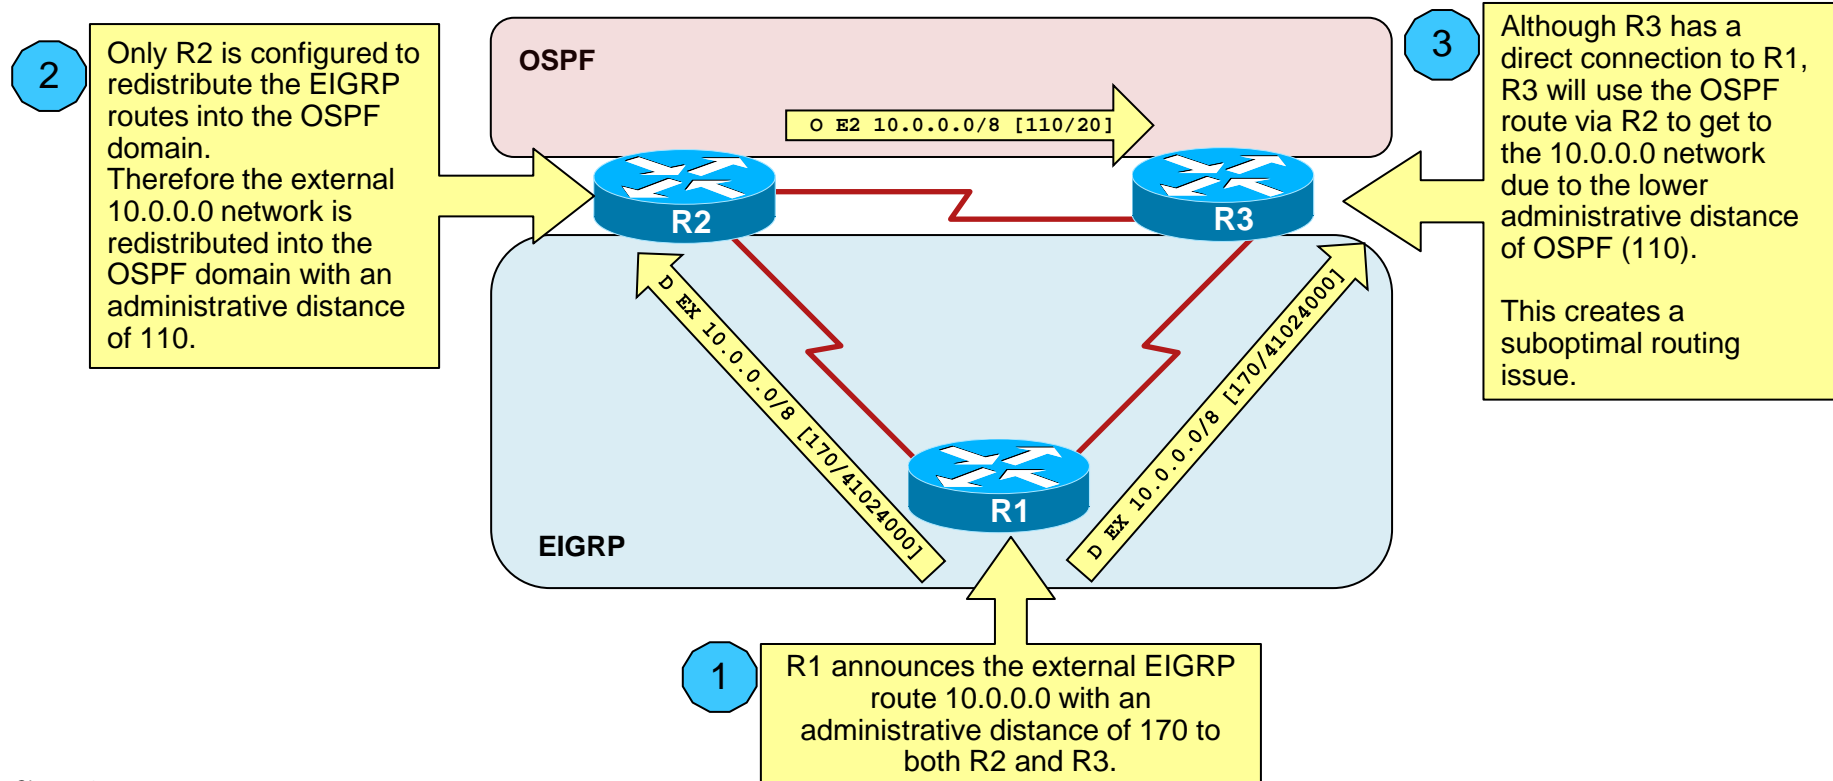 2
Only R2 is configured to
redistribute the EIGRP
routes into the OSPF
domain.
Therefore the external
10.0.0.0 network is
redistributed into the
OSPF domain with an
administrative distance
of 110.
OSPF
O E2 10.0.0.0/8 [110/20]
3
Although R3 has a
direct connection to R1,
R3 will use the OSPF
route via R2 to get to
the 10.0.0.0 network
due to the lower
administrative distance
of OSPF (110).
This creates a
suboptimal routing
issue.
R2
R3
D EX 10.0.0.0/8 [170/41024000]
D EX 10.0.0.0/8 [170/41024000]
R1
EIGRP
1
R1 announces the external EIGRP
route 10.0.0.0 with an
administrative distance of 170 to
both R2 and R3.